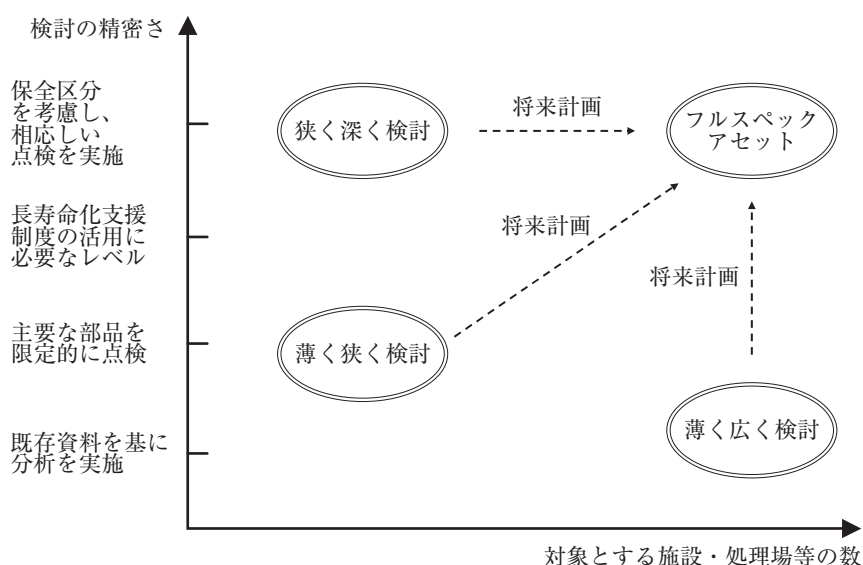 検討の精密さ
保全区分
を考慮し、
相応しい
点検を実施
狭く深く検討
将来計画
フルスペック
アセット
長寿命化支援
制度の活用に
必要なレベル
将来計画
将来計画
主要な部品を
限定的に点検
薄く狭く検討
薄く広く検討
既存資料を基に
分析を実施
対象とする施設・処理場等の数